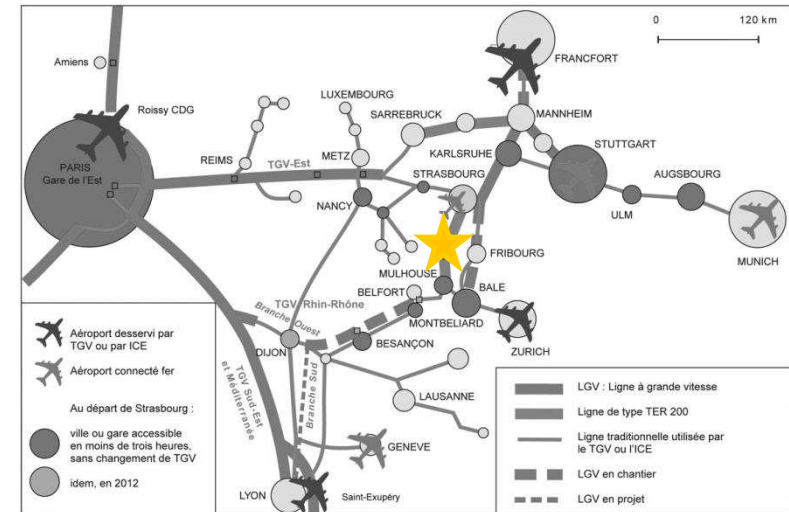 0
120 km
Amiens
FRANCFORT
Roissy CDG
LUXEMBOURG
SARREBRUCK
MANNHEIM
REIMS
METZ
KARLSRUHE
STUTTGART
PARIS
Gare de l'Est
TGV-Est
STRASBOURG
AUGSBOURG
NANCY
ULM
FRIBOURG
MUNICH
MULHOUSE
BELFORT
BALE
TGV Rhin-Rhône
Branche Ouest
MONTBELIARD
ZURICH
DIJON
BESANÇON
Branche Sud
TGV Sud-Est
et Méditerranée
LAUSANNE
GENEVE
LYON
Saint-Exupéry
Aéroport desservi par
TGV ou par ICE
Aéroport connecté fer
Au départ de Strasbourg :
ville ou gare accessible
en moins de trois heures,
sans changement de TGV
idem, en 2012
LGV : Ligne à grande vitesse
Ligne de type TER 200
Ligne traditionnelle utilisée par
le TGV ou l'ICE
LGV en chantier
LGV en projet